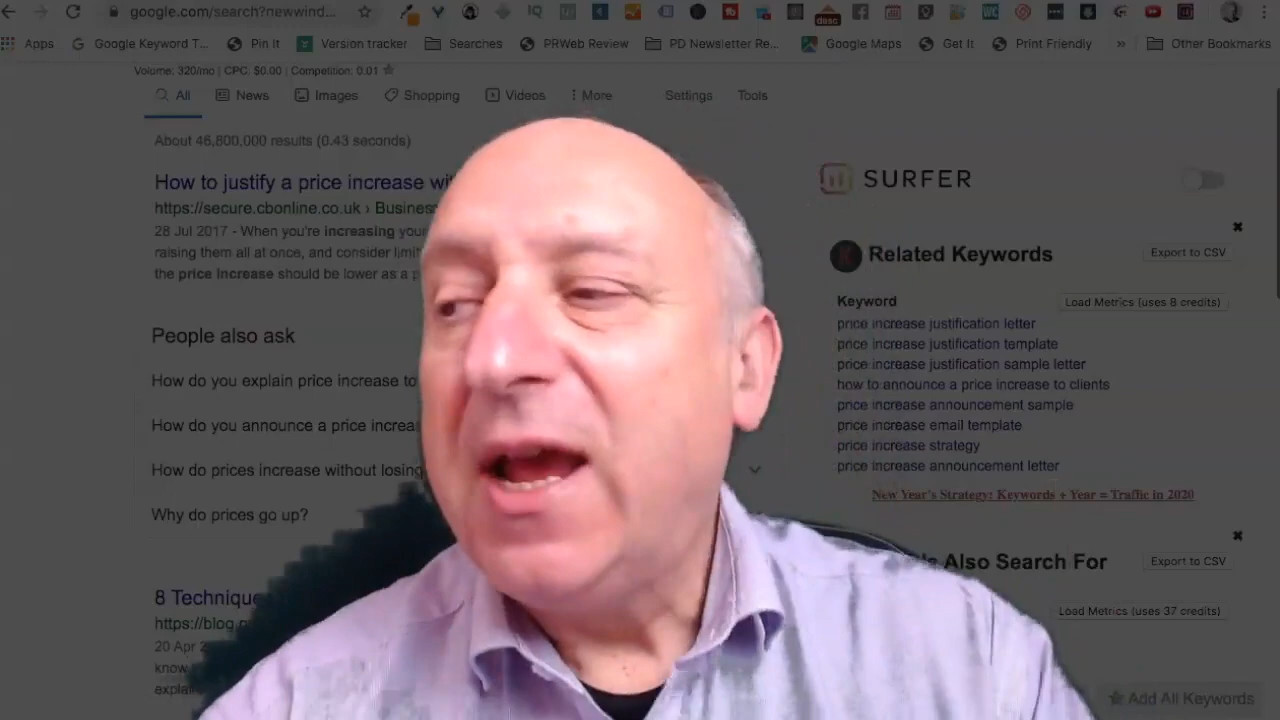 google.com/search?newwind...
desc
Apps
Google Keyword T...
Pin It
Version tracker
Searches
PRWeb Review
PD Newsletter Re...
Google Maps
Get It
Print Friendly
»
Other Bookmarks
Volume: 320/mo | CPC: $0.00 | Competition: 0.01
All
News
Images
Shopping
Videos
More
Settings
Tools
About 46,800,000 results (0.43 seconds)
How to justify a price increase wi
https://secure.cbonline.co.uk › Business
28 Jul 2017 - When you're increasing your
raising them all at once, and consider limit
the price increase should be lower as a p
People also ask
How do you explain price increase to
How do you announce a price increa
How do prices increase without losing
Why do prices go up?
8 Technique
https://blog.
20 Apr 2
know
explai
SURFER
Related Keywords
Export to CSV
Keyword
Load Metrics (uses 8 credits)
price increase justification letter
price increase justification template
price increase justification sample letter
how to announce a price increase to clients
price increase announcement sample
price increase email template
price increase strategy
price increase announcement letter
New Year's Strategy: Keywords + Year = Traffic in 2020
Also Search For
Export to CSV
Load Metrics (uses 37 credits)
Add All Keywords